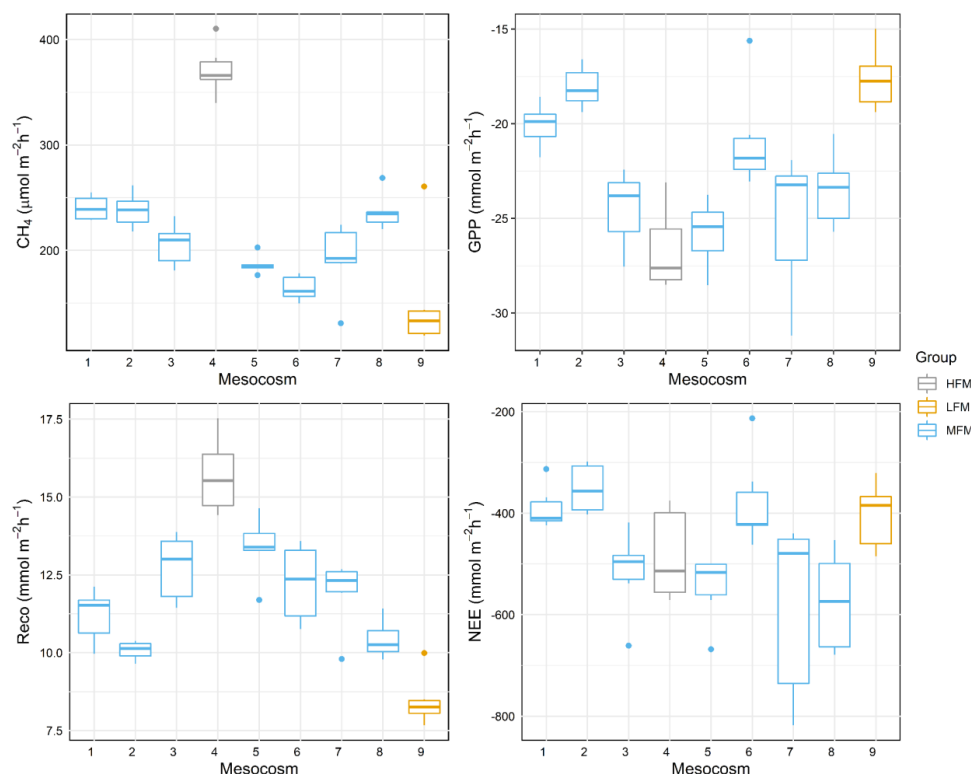 400
300
200
CH₄ (μmol m⁻²h⁻¹)
1 2 3 4 5 6 7 8 9
Mesocosm
-15
-20
-25
-30
GPP (mmol m⁻²h⁻¹)
1 2 3 4 5 6 7 8 9
Mesocosm
Group
HFM
LFM
MFM
17.5
15.0
12.5
10.0
7.5
Reco (mmol m⁻²h⁻¹)
1 2 3 4 5 6 7 8 9
Mesocosm
-200
-400
-600
-800
NEE (mmol m⁻²h⁻¹)
1 2 3 4 5 6 7 8 9
Mesocosm